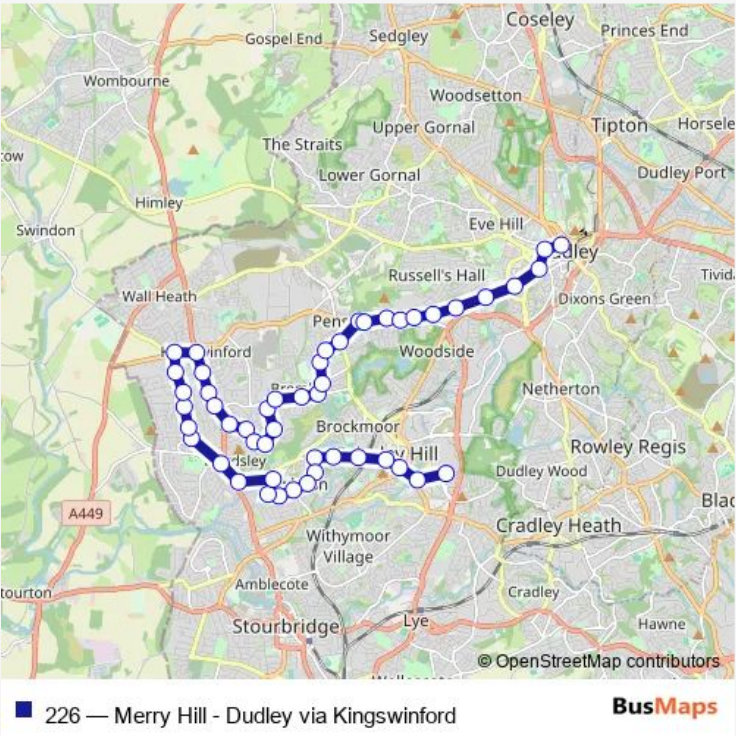 Coseley
Gospel End
Sedgley
Princes End
Wombourne
Woodsetton
Upper Gornal
Tipton
The Straits
Lower Gornal
Dudley Port
Himley
Swindon
Eve Hill
Russell's Hall
Wall Heath
Dixons Green
Woodside
Netherton
Brockmoor
Rowley Regis
Dudley Wood
A449
Cradley Heath
Withymoor
Village
Amblecote
Cradley
Stourbridge
Lye
Hawne
© OpenStreetMap contributors
226 — Merry Hill - Dudley via Kingswinford
BusMaps